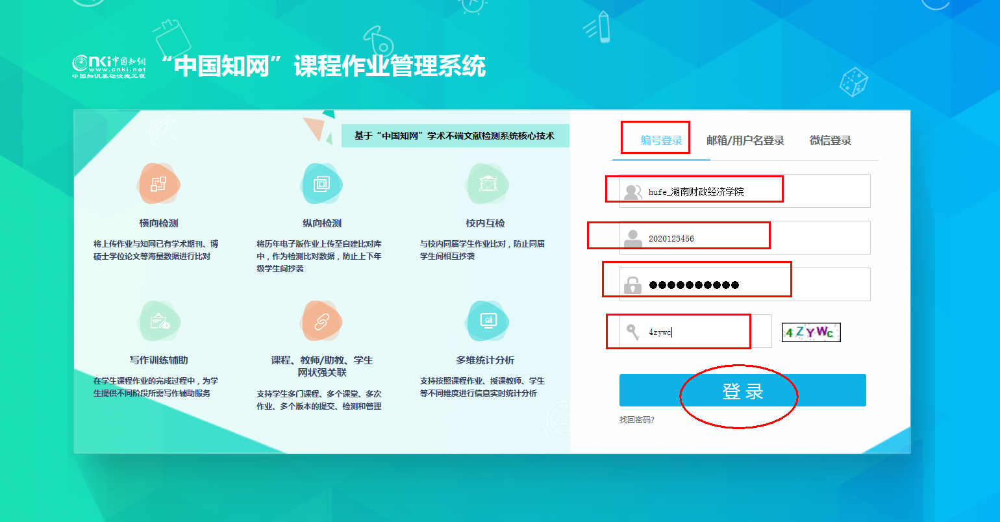 Cnki中国知网
www.cnki.net
中国知识基础设施工程
“中国知网”课程作业管理系统
基于“中国知网”学术不端文献检测系统核心技术
横向检测
将上传作业与知网已有学术期刊、博
硕士学位论文等海量数据进行比对
纵向检测
将历年电子版作业上传至自建比对库
中，作为检测比对数据，防止上下年
级学生间抄袭
校内互检
与校内同届学生作业比对，防止同届
学生间相互抄袭
写作训练辅助
在学生课程作业的完成过程中，为学
生提供不同阶段所需写作辅助服务
课程、教师/助教、学生
网状强关联
支持学生多门课程、多个课堂、多次
作业、多个版本的提交、检测和管理
多维统计分析
支持按照课程作业、授课教师、学生
等不同维度进行信息实时统计分析
编号登录 邮箱/用户名登录 微信登录
hufe_湖南财政经济学院
2020123456
●●●●●●●●●●
4zywc 4ZYWc
登录
找回密码?